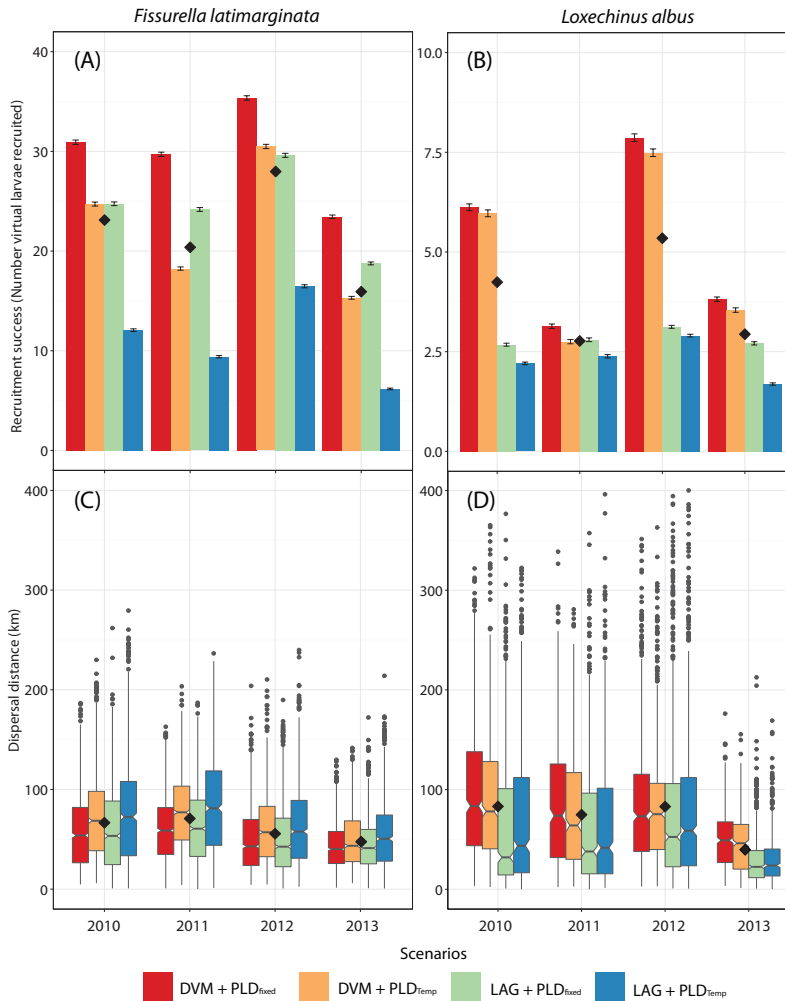 Fissurella latimarginata
Loxechinus albus
Recruitment success (Number virtual larvae recruited)
(A)
40
30
20
10
0
(B)
10.0
7.5
5.0
2.5
0.0
Dispersal distance (km)
(C)
400
300
200
100
0
2010 2011 2012 2013
(D)
400
300
200
100
0
2010 2011 2012 2013
Scenarios
DVM + PLDfixed DVM + PLDTemp LAG + PLDfixed LAG + PLDTemp